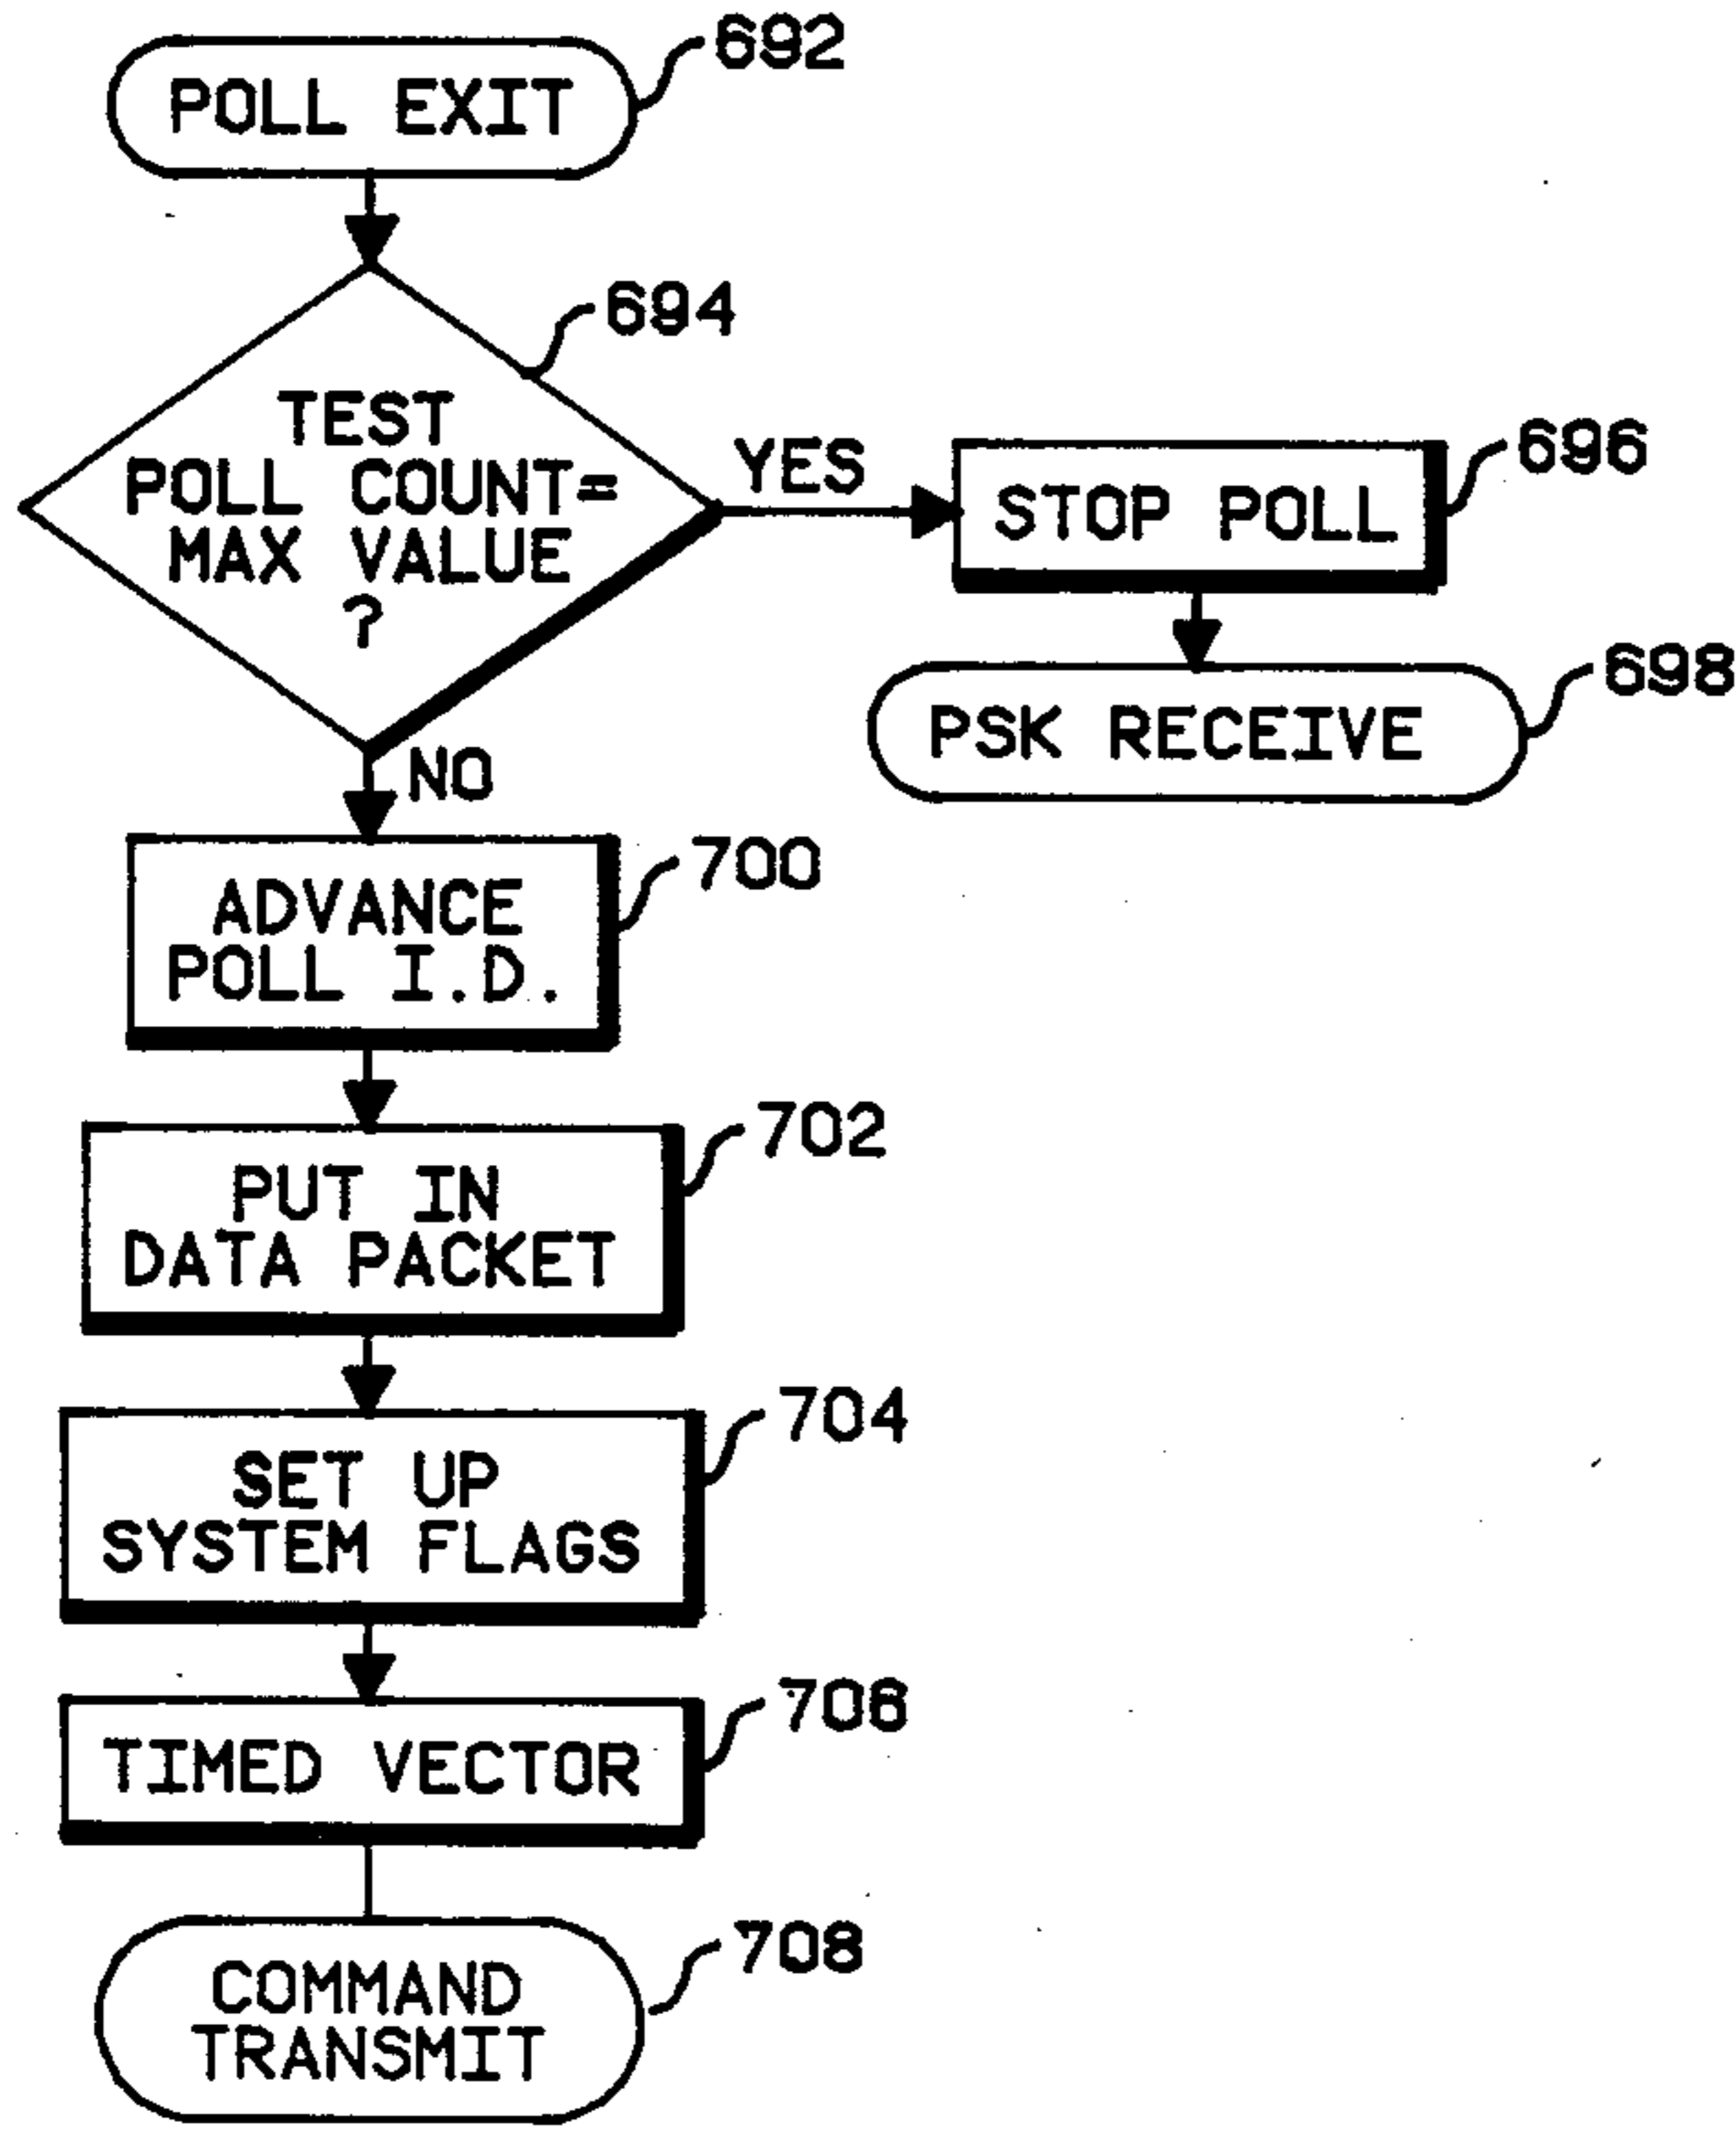 POLL EXIT
692
694
TEST
POLL COUNT=
MAX VALUE
?
YES
STOP POLL
696
PSK RECEIVE
698
NO
ADVANCE
POLL I.D.
700
PUT IN
DATA PACKET
702
SET UP
SYSTEM FLAGS
704
TIMED VECTOR
706
COMMAND
TRANSMIT
708